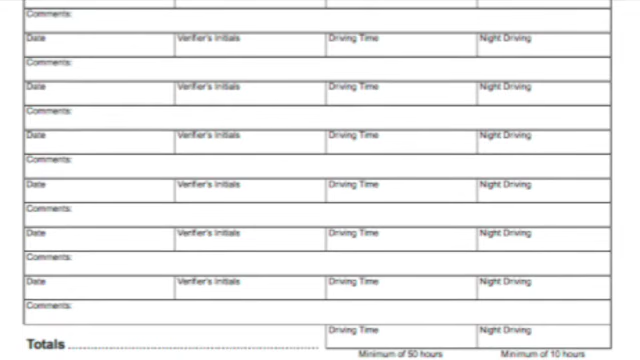 Comments:
Date Verifier's Initials Driving Time Night Driving
Comments:
Date Verifier's Initials Driving Time Night Driving
Comments:
Date Verifier's Initials Driving Time Night Driving
Comments:
Date Verifier's Initials Driving Time Night Driving
Comments:
Date Verifier's Initials Driving Time Night Driving
Comments:
Date Verifier's Initials Driving Time Night Driving
Comments:
Driving Time Night Driving
Totals ............................................................
Minimum of 50 hours Minimum of 10 hours